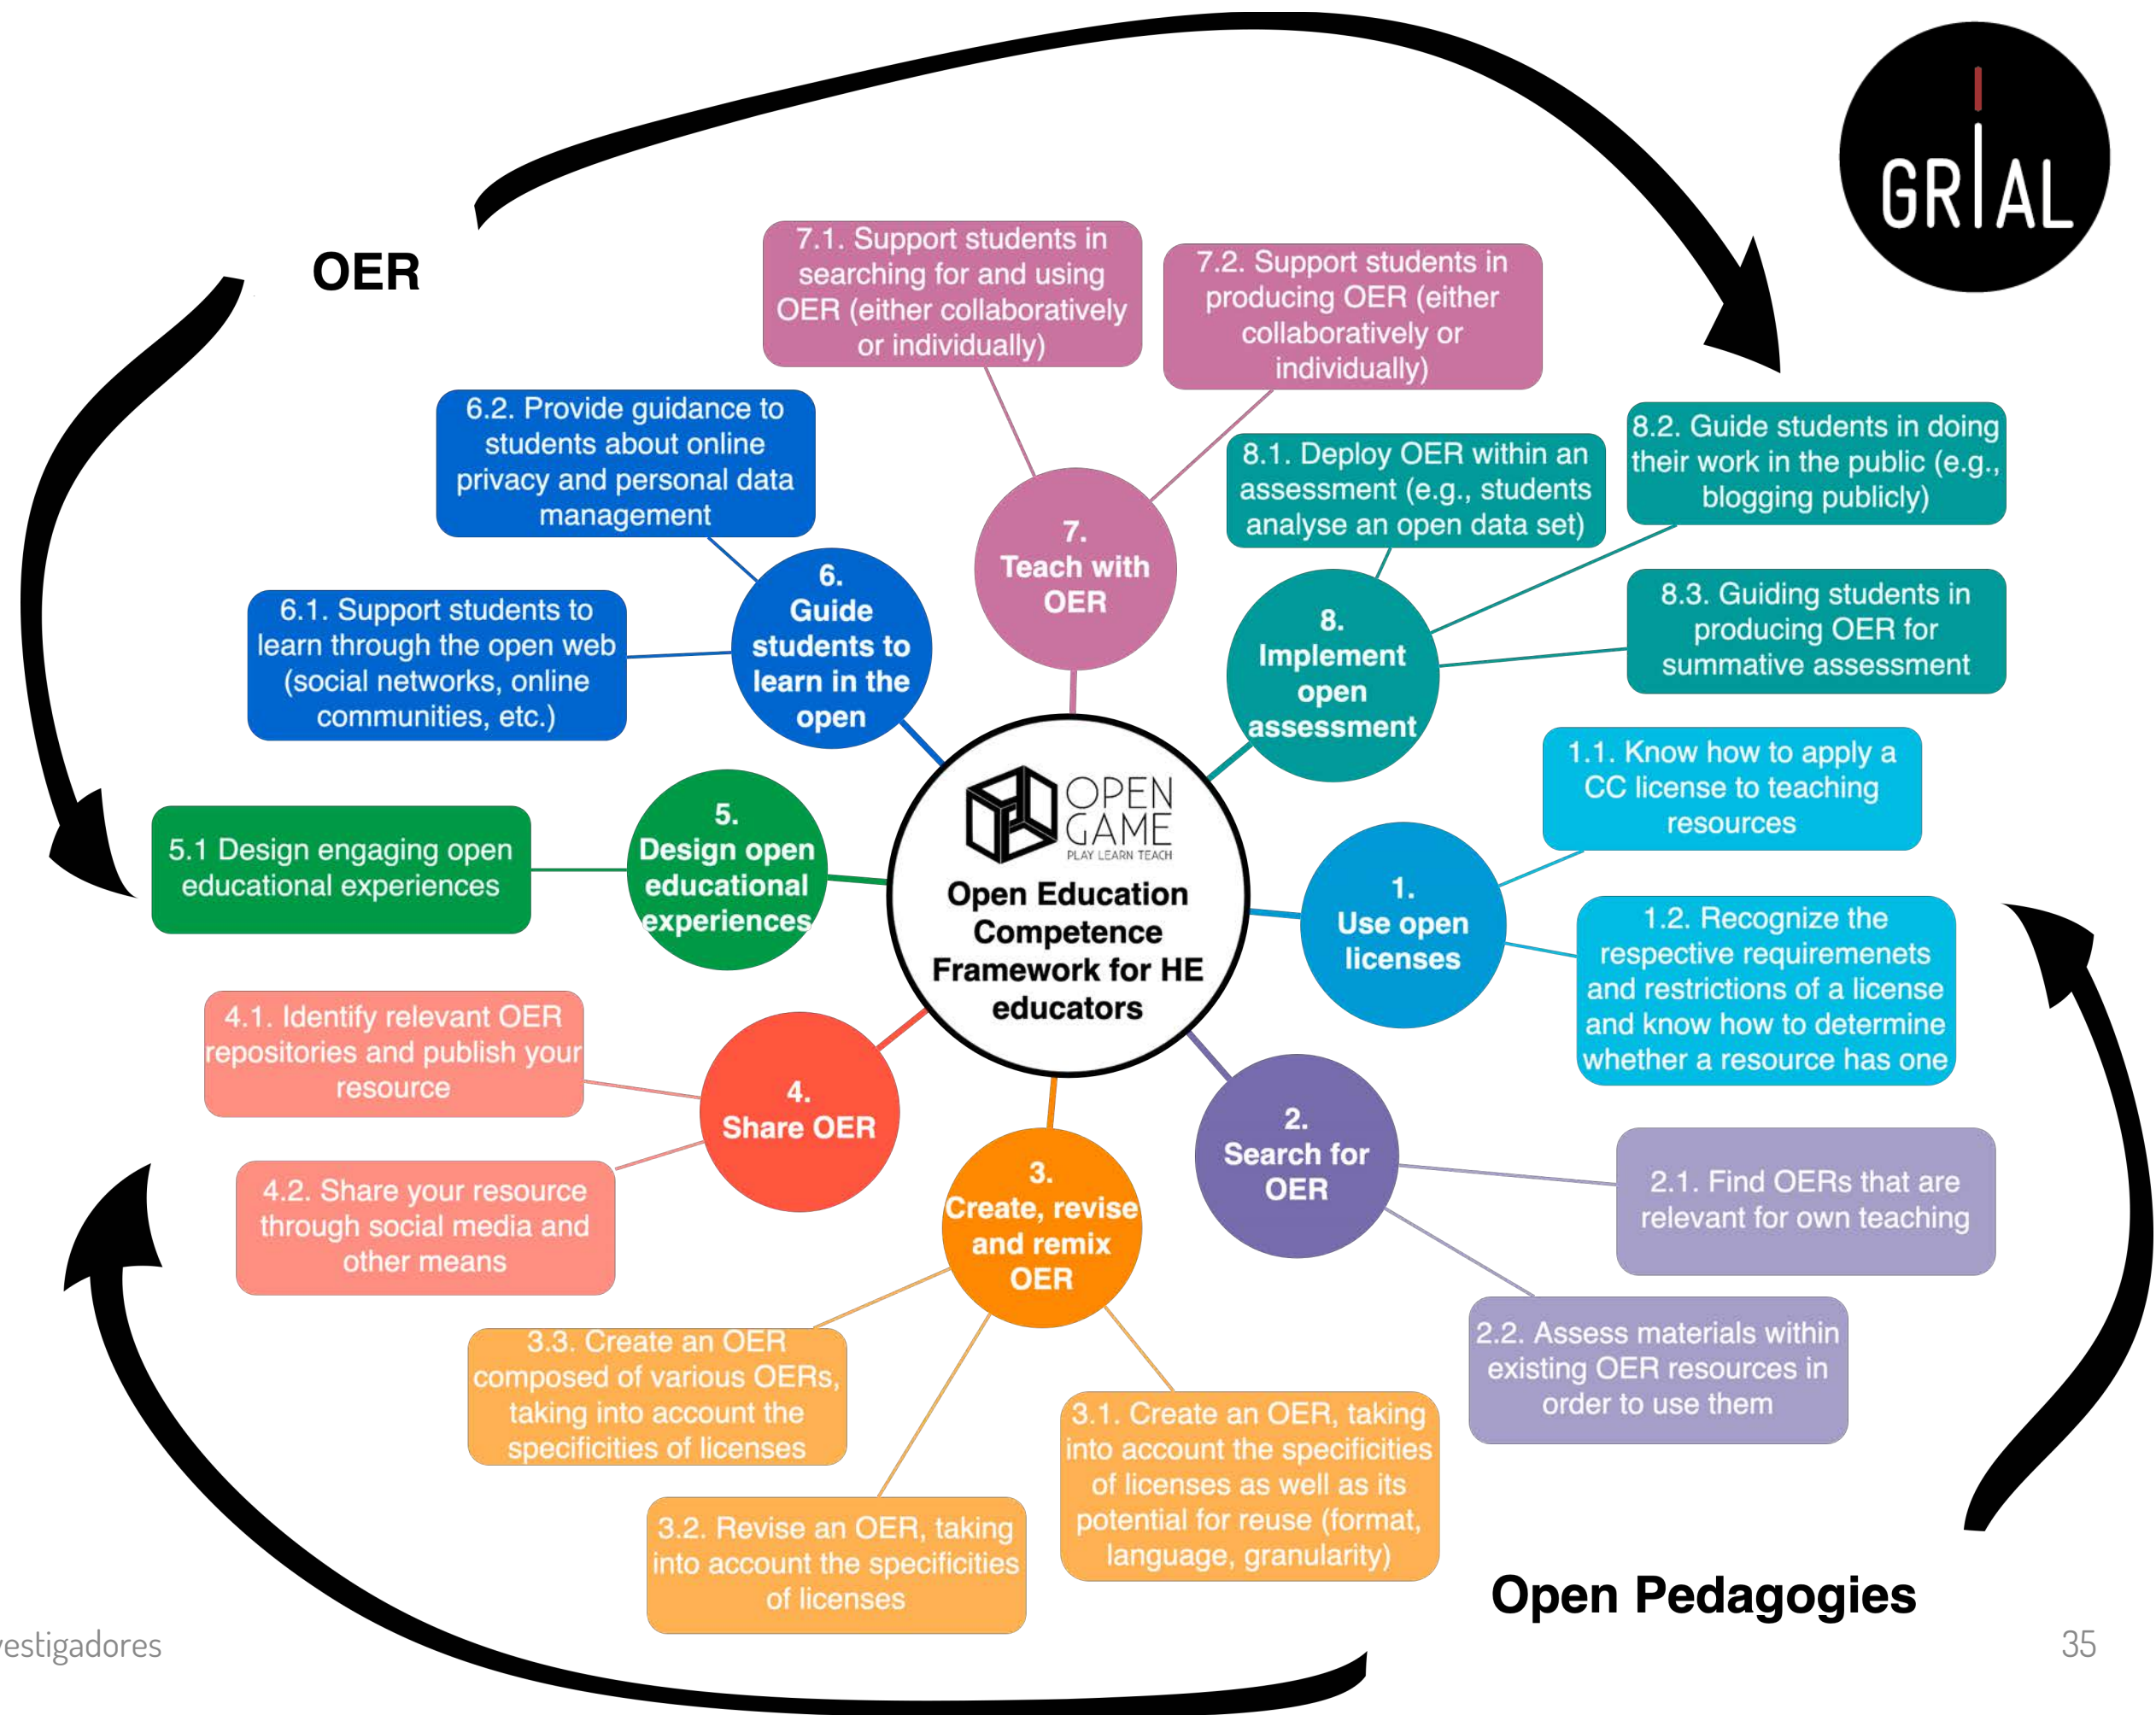 GRIAL
OER
7.1. Support students in
searching for and using
OER (either collaboratively
or individually)
7.2. Support students in
producing OER (either
collaboratively or
individually)
6.2. Provide guidance to
students about online
privacy and personal data
management
8.1. Deploy OER within an
assessment (e.g., students
analyse an open data set)
8.2. Guide students in doing
their work in the public (e.g.,
blogging publicly)
7.
Teach with
OER
6.
Guide
students to
learn in the
open
6.1. Support students to
learn through the open web
(social networks, online
communities, etc.)
8.
Implement
open
assessment
8.3. Guiding students in
producing OER for
summative assessment
1.1. Know how to apply a
CC license to teaching
resources
OPEN
GAME
PLAY LEARN TEACH
Open Education
Competence
Framework for HE
educators
5.
Design open
educational
experiences
5.1 Design engaging open
educational experiences
1.
Use open
licenses
1.2. Recognize the
respective requiremenets
and restrictions of a license
and know how to determine
whether a resource has one
4.1. Identify relevant OER
repositories and publish your
resource
4.
Share OER
4.2. Share your resource
through social media and
other means
3.
Create, revise
and remix
OER
2.
Search for
OER
2.1. Find OERs that are
relevant for own teaching
2.2. Assess materials within
existing OER resources in
order to use them
3.3. Create an OER
composed of various OERs,
taking into account the
specificities of licenses
3.1. Create an OER, taking
into account the specificities
of licenses as well as its
potential for reuse (format,
language, granularity)
3.2. Revise an OER, taking
into account the specificities
of licenses
Open Pedagogies
vestigadores
35